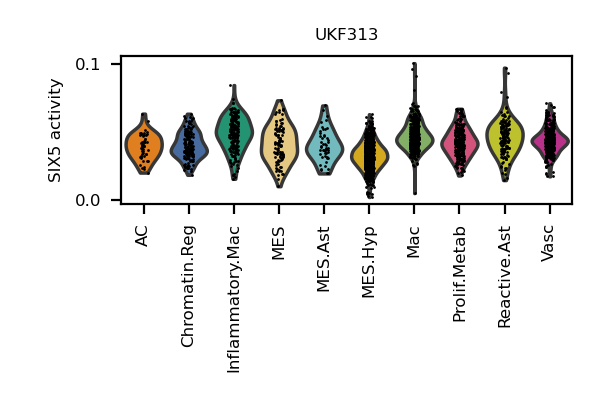 UKF313
SIX5 activity
0.1
0.0
AC
Chromatin.Reg
Inflammatory.Mac
MES
MES.Ast
MES.Hyp
Mac
Prolif.Metab
Reactive.Ast
Vasc